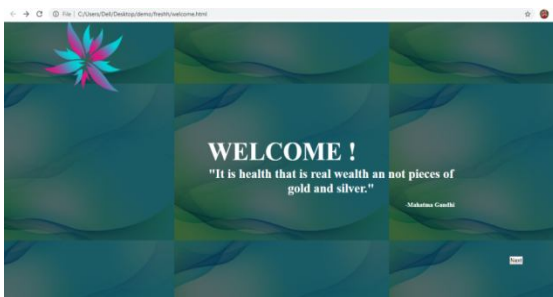 File | C:/Users/Dell/Desktop/demo/freshh/welcome.html
WELCOME !
"It is health that is real wealth an not pieces of
gold and silver."
-Mahatma Gandhi
Next